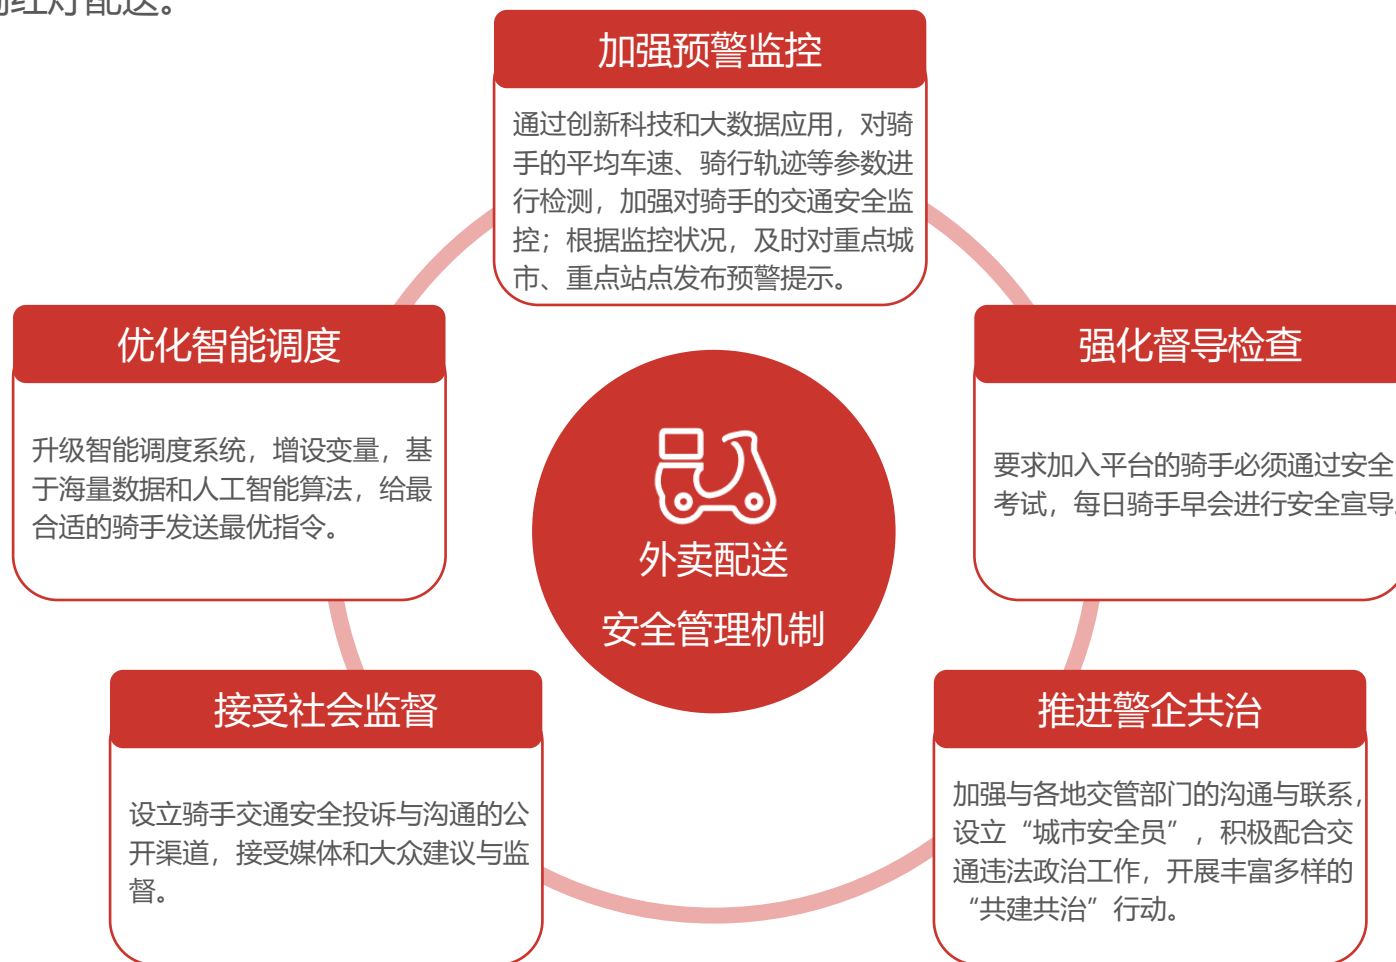 闯红灯配送。
加强预警监控
通过创新科技和大数据应用，对骑
手的平均车速、骑行轨迹等参数进
行检测，加强对骑手的交通安全监
控；根据监控状况，及时对重点城
市、重点站点发布预警提示。
优化智能调度
升级智能调度系统，增设变量，基
于海量数据和人工智能算法，给最
合适的骑手发送最优指令。
强化督导检查
要求加入平台的骑手必须通过安全
考试，每日骑手早会进行安全宣导。
外卖配送
安全管理机制
接受社会监督
设立骑手交通安全投诉与沟通的公
开渠道，接受媒体和大众建议与监
督。
推进警企共治
加强与各地交管部门的沟通与联系，
设立“城市安全员”，积极配合交
通违法政治工作，开展丰富多样的
“共建共治”行动。